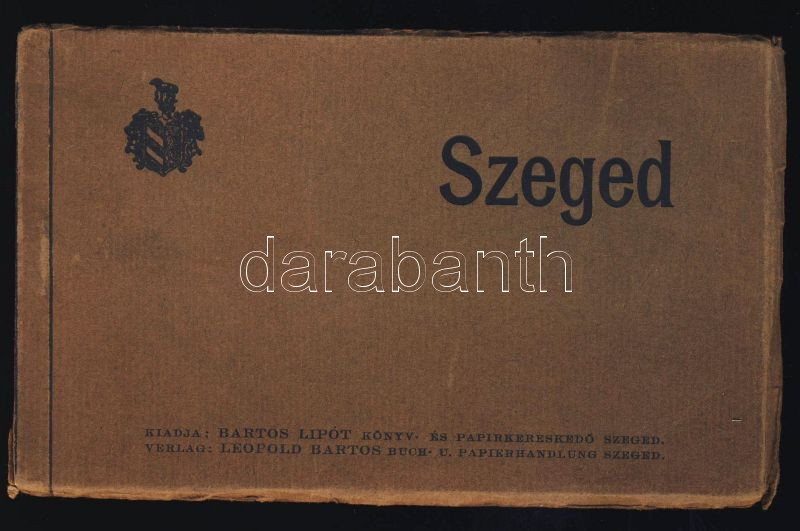 Szeged
darabanth
KIADJA: BARTOS LIPÓT KÖNYV- ÉS PAPIRKERESKEDŐ SZEGED.
VERLAG: LEOPOLD BARTOS BUCH- U. PAPIERHANDLUNG SZEGED.